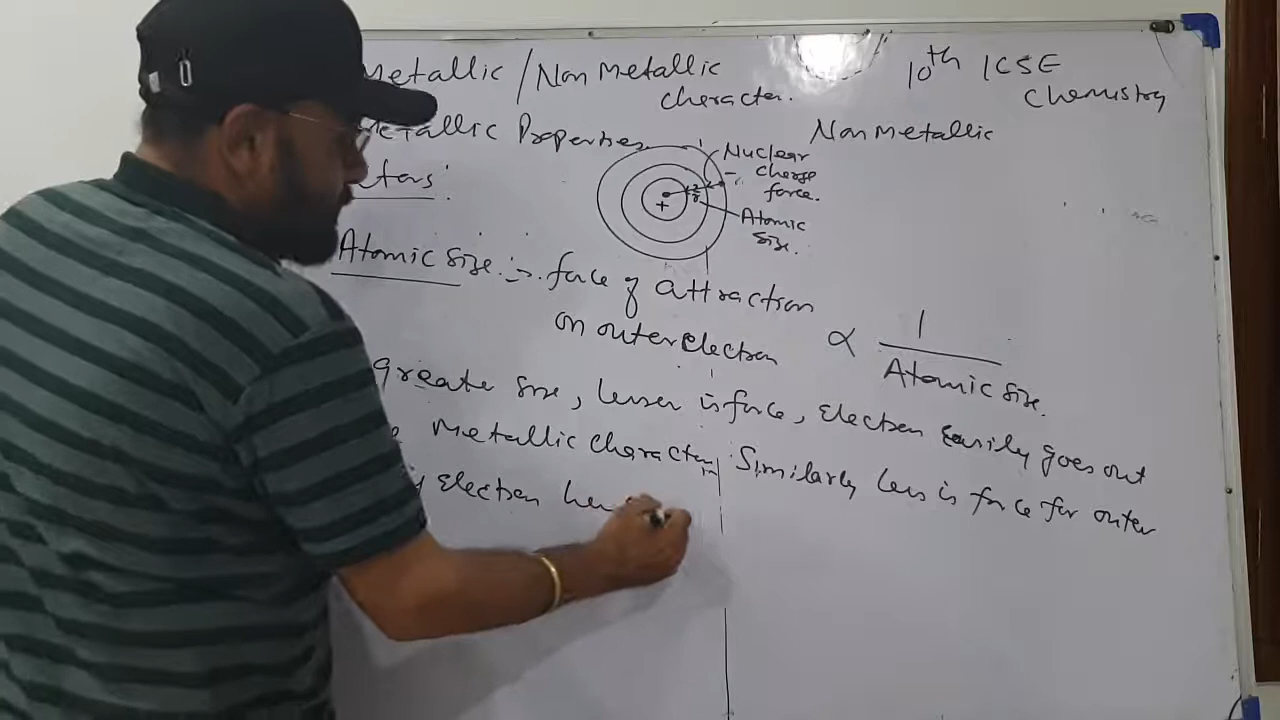 Metallic / Non Metallic
character.
10th ICSE
Chemistry
Metallic Properties
Non Metallic
Nuclear
charge
force.
+
Atomic
size.
Atomic size :-> force of attraction
on outer electron ∝ 1 / Atomic size.
greate size, lesser is force, Electron easily goes out
Metallic character. Similarly less is force for outer
electron